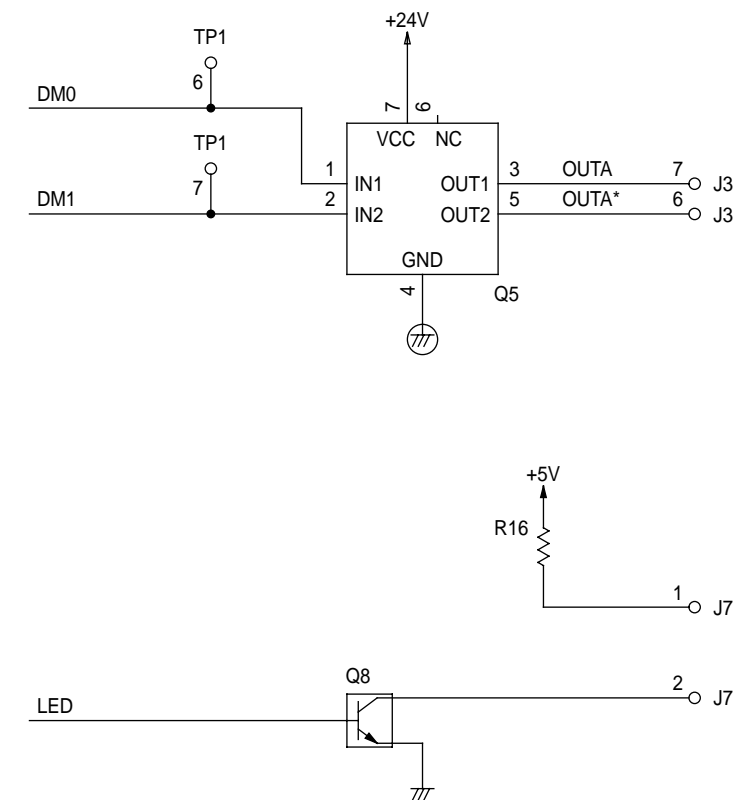 +24V
TP1
6
DM0
7 6
VCC NC
TP1
7
DM1
1 IN1 OUT1 3 OUTA 7 J3
2 IN2 OUT2 5 OUTA* 6 J3
GND
4
Q5
+5V
R16
1 J7
Q8
2 J7
LED